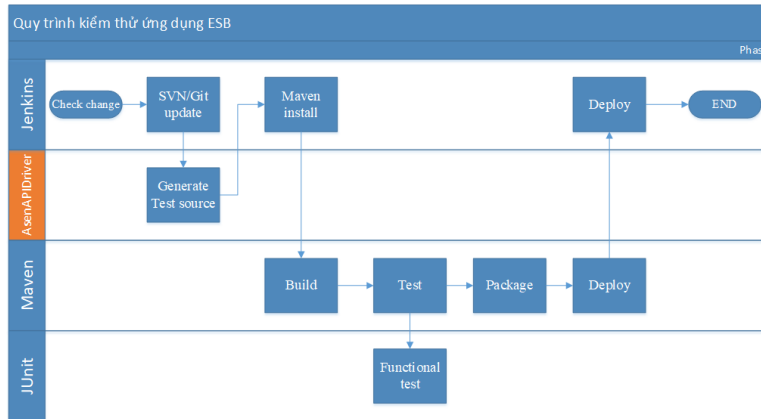 Quy trình kiểm thử ứng dụng ESB
Phas
Jenkins
Check change
SVN/Git
update
Maven
install
Deploy
END
AsenAPIDriver
Generate
Test source
Maven
Build
Test
Package
Deploy
JUnit
Functional
test